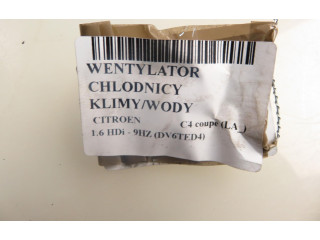 WENTYLATOR
CHLODNICY
KLIMY/WODY
CITROEN C4 coupe (LA_)
1.6 HDi - 9HZ (DV6TED4)